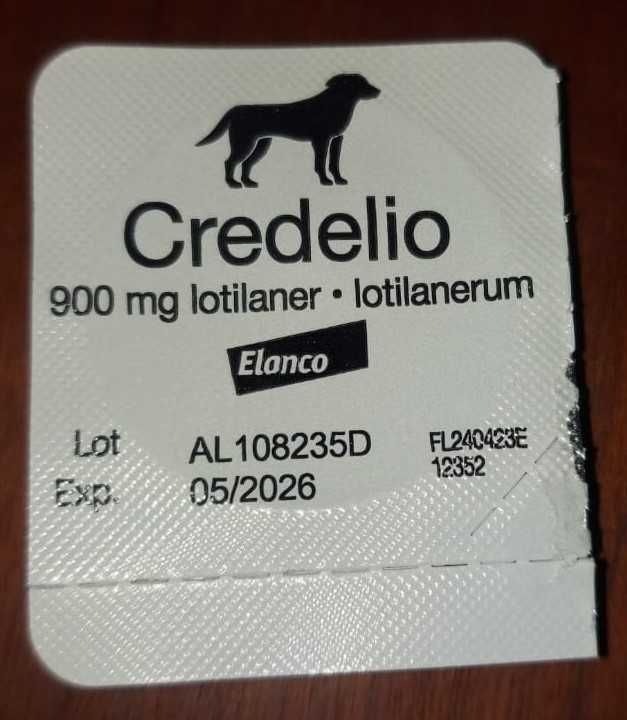 Credelio
900 mg lotilaner • lotilanerum
Elanco
Lot AL108235D FL240423E
12352
Exp. 05/2026